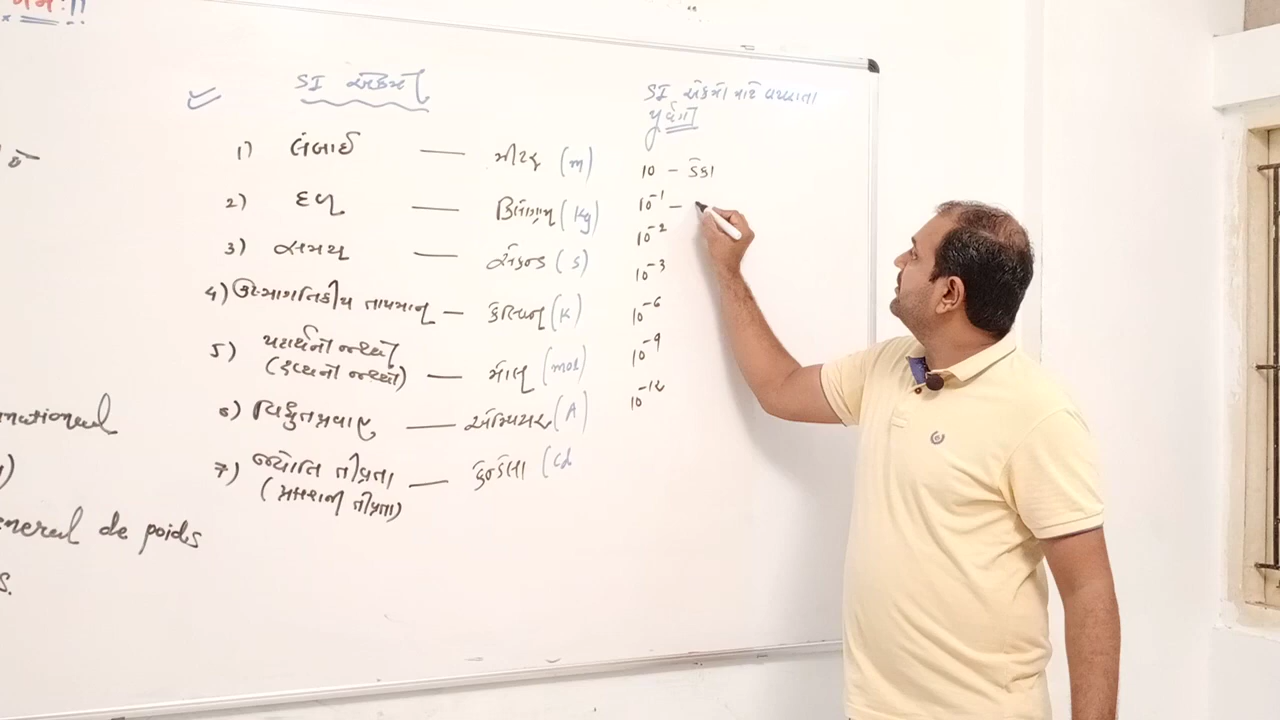 નમઃ!!
national
general de poids
s.
SI એકમો
1) લંબાઈ — મીટર (m)
2) દળ — કિલોગ્રામ (kg)
3) સમય — સેકન્ડ (s)
4) ઉષ્માગતિકીય તાપમાન — કેલ્વિન (K)
5) પદાર્થનો જથ્થો
(દ્રવ્યનો જથ્થો) — મોલ (mol)
6) વિદ્યુતપ્રવાહ — એમ્પિયર (A)
7) જ્યોતિ તીવ્રતા — કેન્ડેલા (cd
(પ્રકાશની તીવ્રતા)
SI એકમો માટે વપરાતા
પૂર્વગો
10 – ડેકા
10⁻¹ –
10⁻²
10⁻³
10⁻⁶
10⁻⁹
10⁻¹²